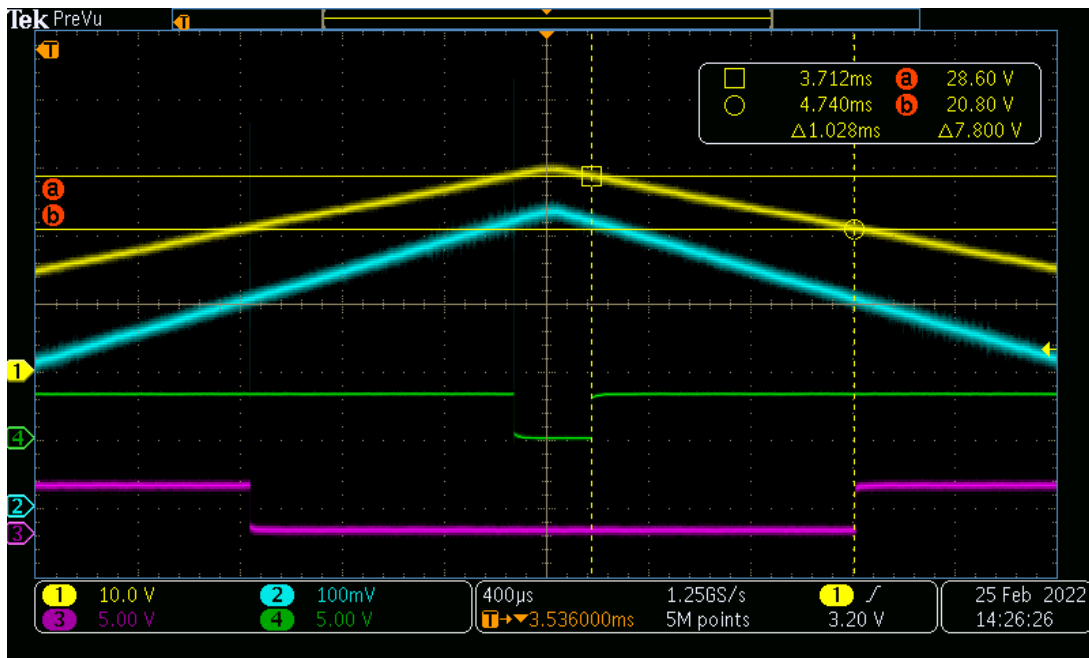 Tek PreVu
T
T
3.712ms a 28.60 V
4.740ms b 20.80 V
△1.028ms △7.800 V
a
b
1
4
2
3
1 10.0 V 2 100mV
3 5.00 V 4 5.00 V
400µs 1.25GS/s 1
T→▼3.536000ms 5M points 3.20 V
25 Feb 2022
14:26:26